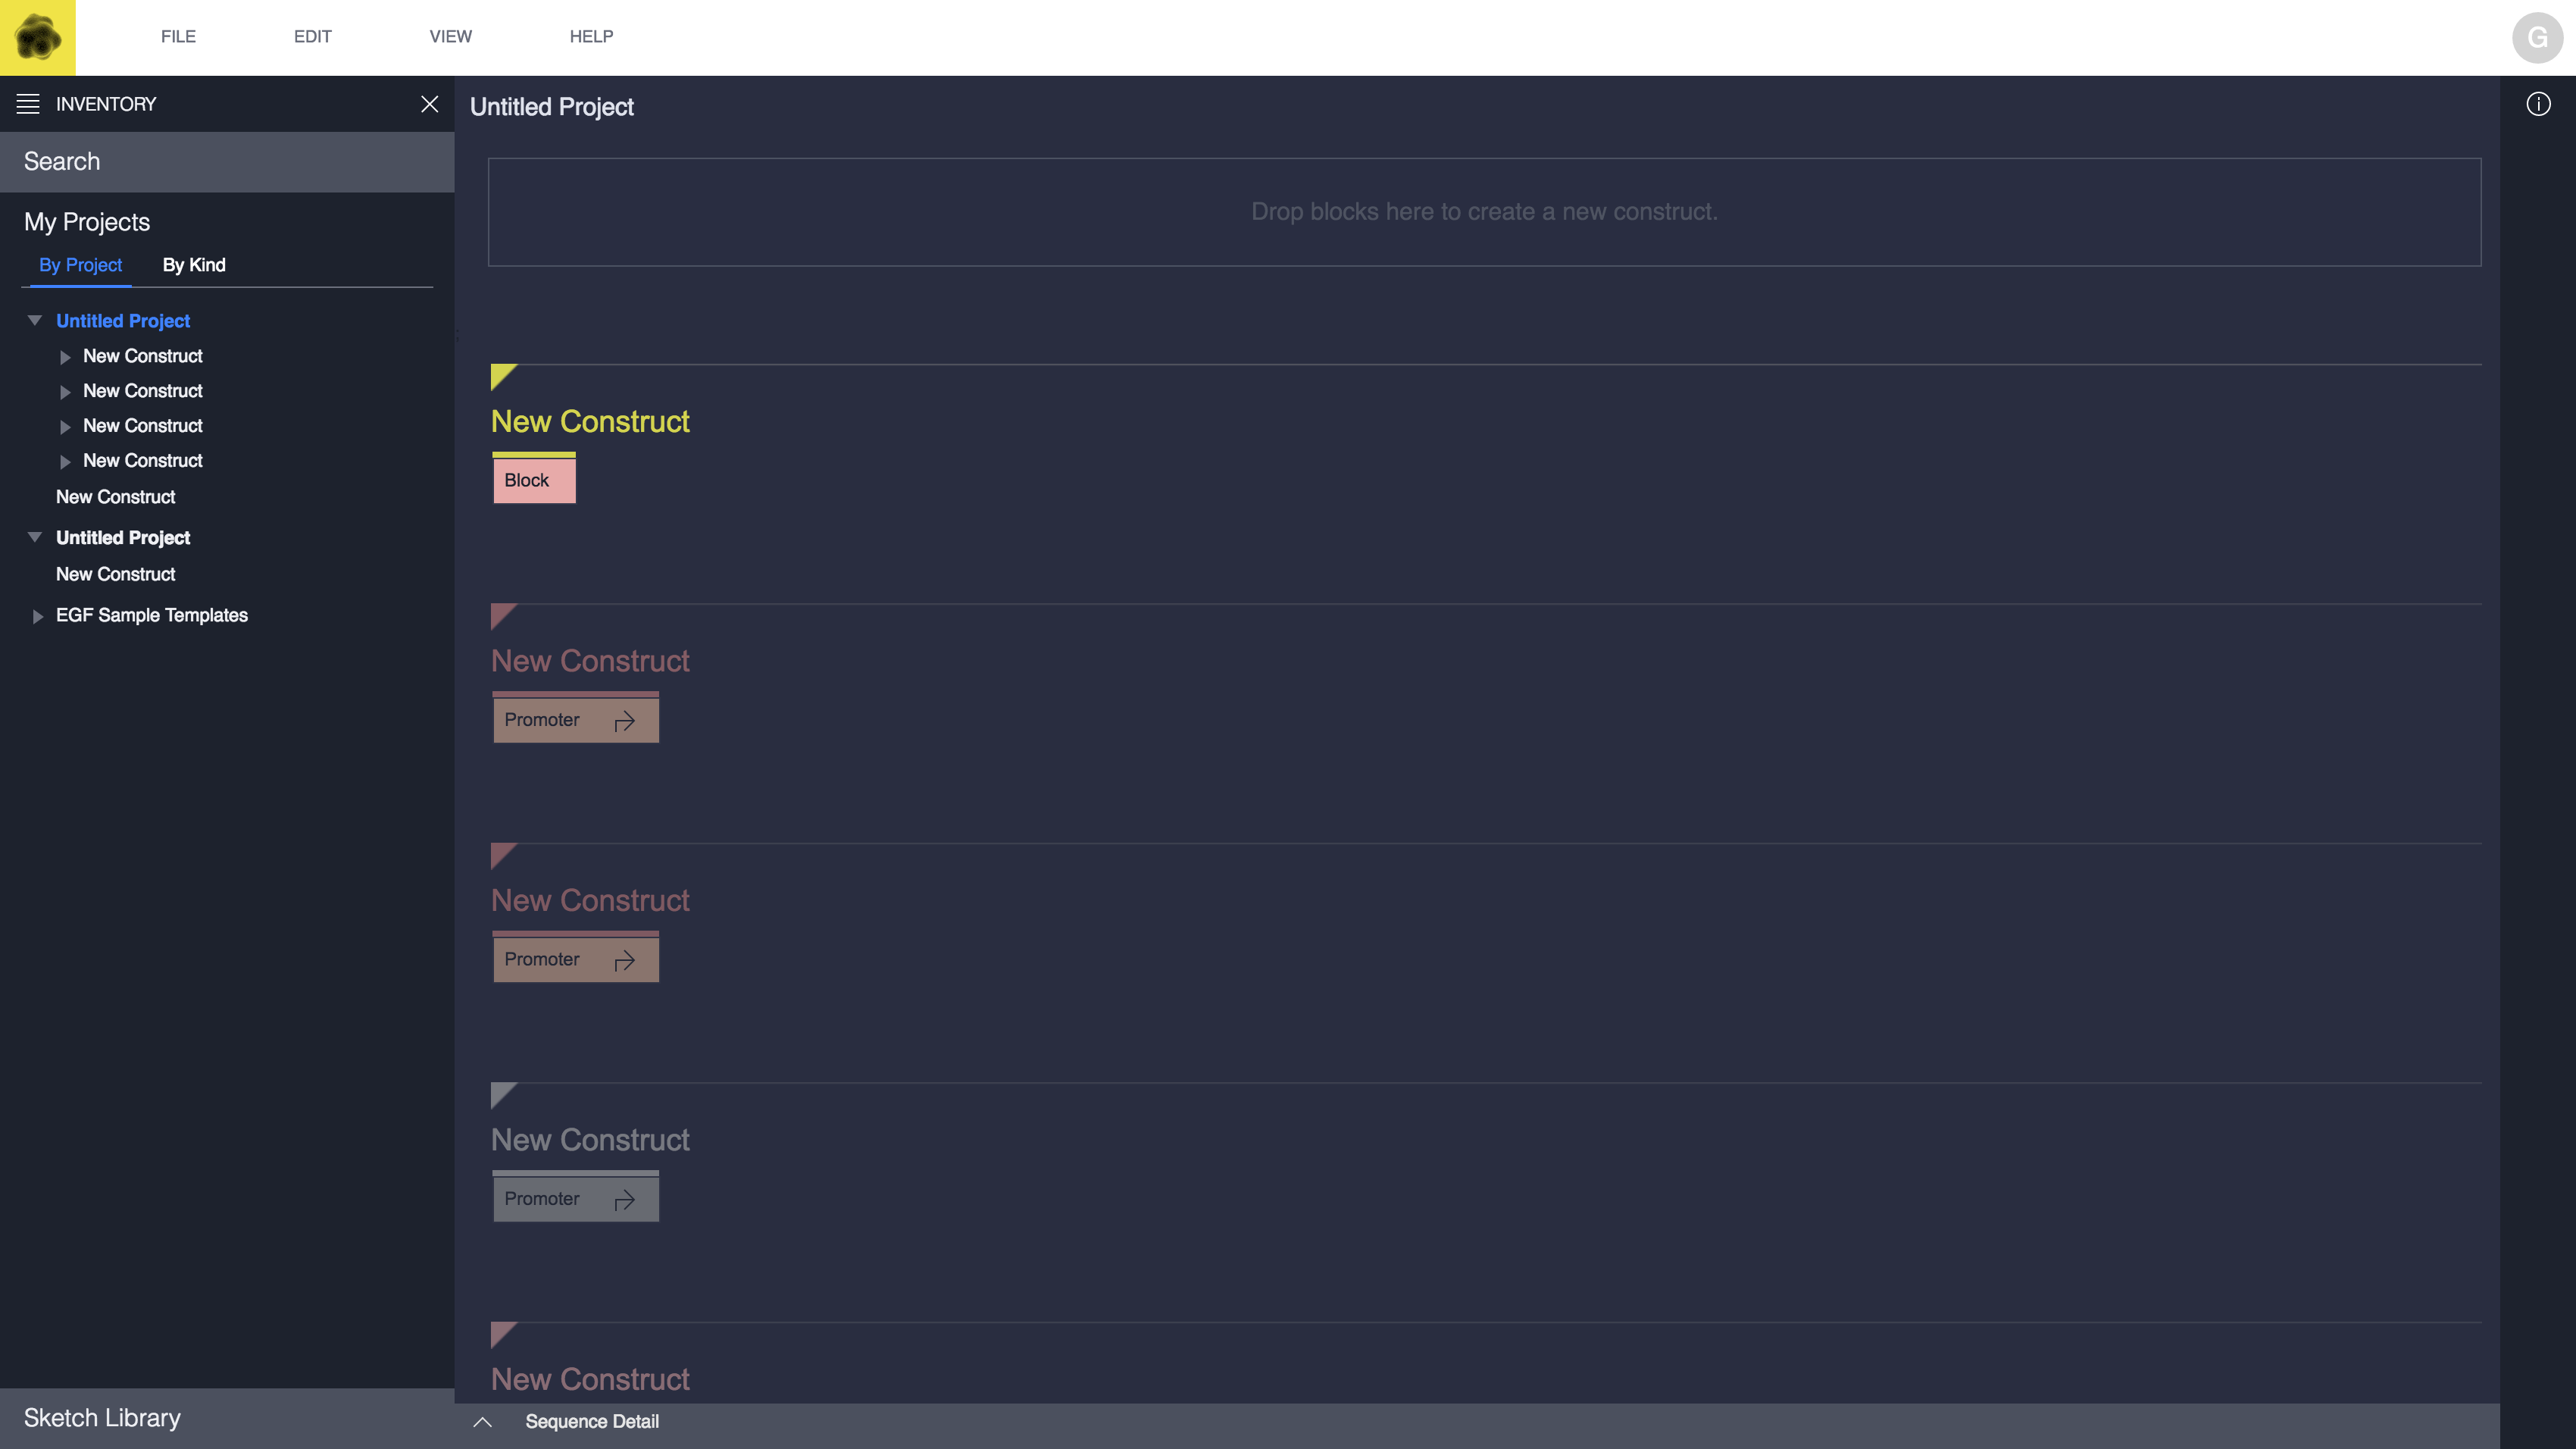 FILE EDIT VIEW HELP
G
INVENTORY
Search
My Projects
By Project By Kind
Untitled Project
New Construct
New Construct
New Construct
New Construct
New Construct
Untitled Project
New Construct
EGF Sample Templates
Sketch Library
Untitled Project
Drop blocks here to create a new construct.
New Construct
Block
New Construct
Promoter
New Construct
Promoter
New Construct
Promoter
New Construct
Sequence Detail